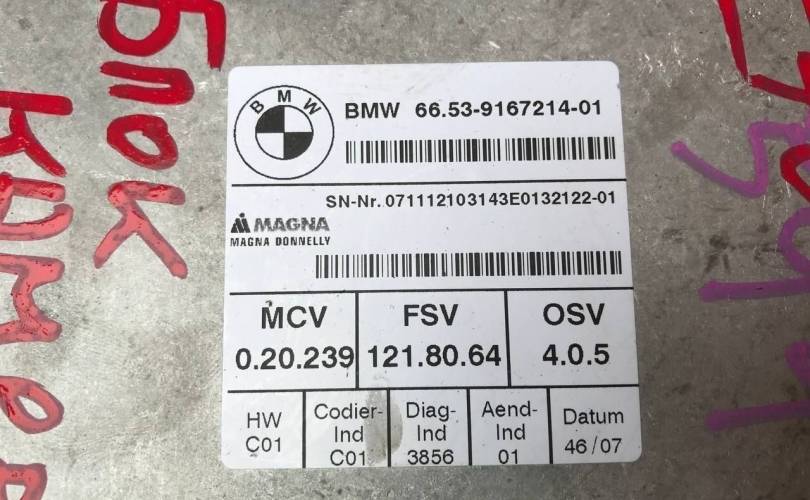 БЛОК
КАМЕР
BMW
BMW 66.53-9167214-01
SN-Nr. 071112103143E0132122-01
MAGNA
MAGNA DONNELLY
MCV FSV OSV
0.20.239 121.80.64 4.0.5
HW Codier- Diag- Aend- Datum
Ind Ind Ind
C01 C01 3856 01 46/07